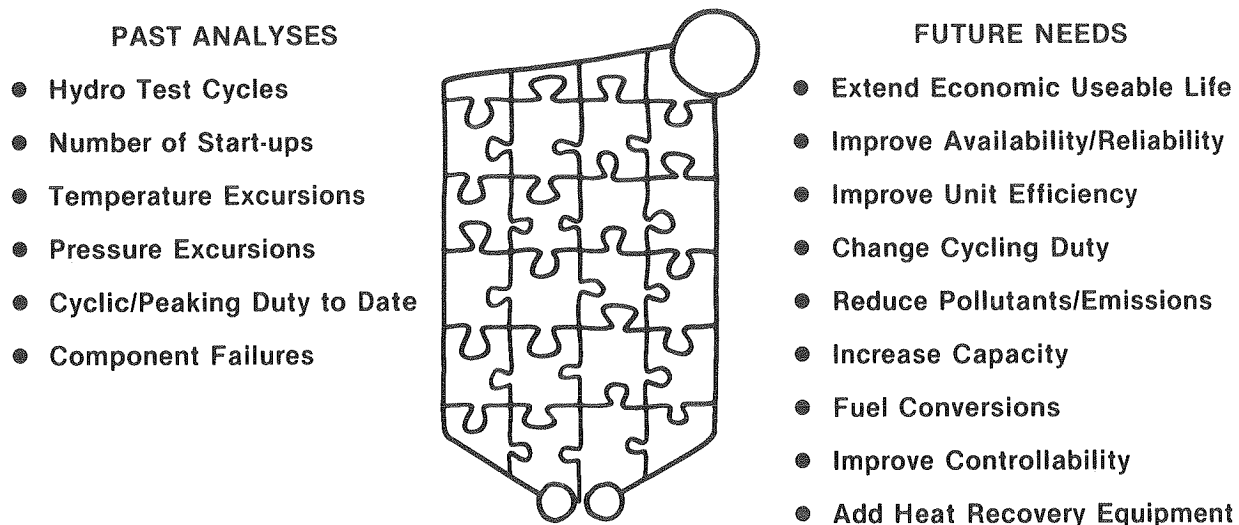 PAST ANALYSES
● Hydro Test Cycles
● Number of Start-ups
● Temperature Excursions
● Pressure Excursions
● Cyclic/Peaking Duty to Date
● Component Failures
FUTURE NEEDS
● Extend Economic Useable Life
● Improve Availability/Reliability
● Improve Unit Efficiency
● Change Cycling Duty
● Reduce Pollutants/Emissions
● Increase Capacity
● Fuel Conversions
● Improve Controllability
● Add Heat Recovery Equipment